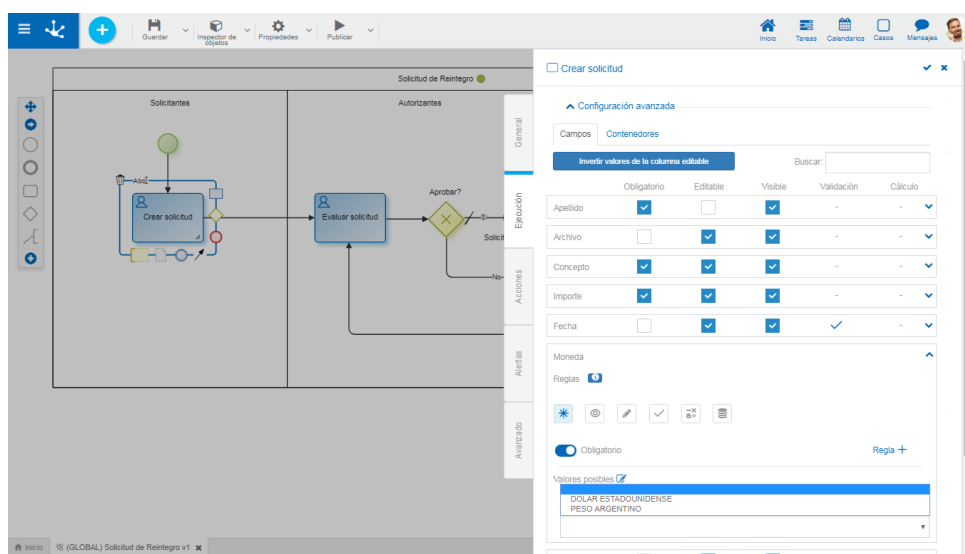 Guardar
Inspector de objetos
Propiedades
Publicar
Inicio
Tareas
Calendarios
Casos
Mensajes
Solicitud de Reintegro
Solicitantes
Autorizantes
Abc
Crear solicitud
Evaluar solicitud
Aprobar?
Si
Solicit
No
General
Ejecución
Acciones
Alertas
Avanzado
Crear solicitud
Configuración avanzada
Campos Contenedores
Invertir valores de la columna editable Buscar:
Obligatorio Editable Visible Validación Cálculo
Apellido - -
Archivo - -
Concepto - -
Importe - -
Fecha -
Moneda
Reglas
Obligatorio Regla +
Valores posibles
DOLAR ESTADOUNIDENSE
PESO ARGENTINO
Inicio (GLOBAL) Solicitud de Reintegro v1